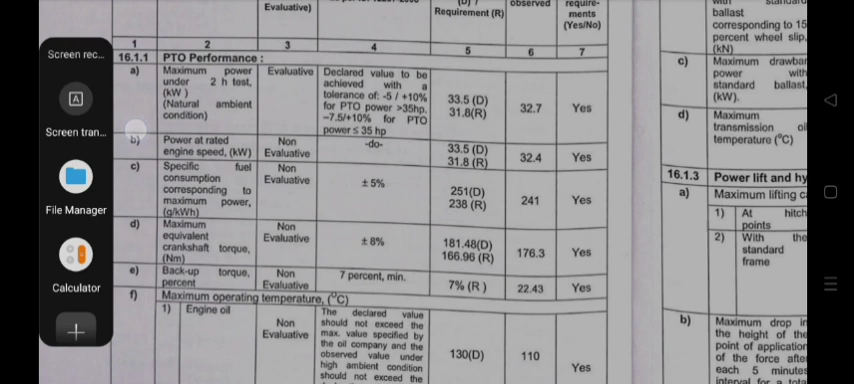 Evaluative)
Requirement (R)
observed
require-
ments
(Yes/No)
1 2 3 4 5 6 7
16.1.1 PTO Performance :
a) Maximum power
under 2 h test,
(kW )
(Natural ambient
condition)
Evaluative
Declared value to be
achieved with a
tolerance of: -5 / +10%
for PTO power >35hp,
–7.5/+10% for PTO
power ≤ 35 hp
33.5 (D)
31.8(R)
32.7
Yes
b) Power at rated
engine speed, (kW)
Non
Evaluative
-do-
33.5 (D)
31.8 (R)
32.4
Yes
c) Specific fuel
consumption
corresponding to
maximum power,
(g/kWh)
Non
Evaluative
± 5%
251(D)
238 (R)
241
Yes
d) Maximum
equivalent
crankshaft torque,
(Nm)
Non
Evaluative
± 8%
181.48(D)
166.96 (R)
176.3
Yes
e) Back-up torque,
percent
Non
Evaluative
7 percent, min.
7% (R )
22.43
Yes
f) Maximum operating temperature, (°C)
1) Engine oil
Non
Evaluative
The declared value
should not exceed the
max. value specified by
the oil company and the
observed value under
high ambient condition
should not exceed the
130(D)
110
Yes
ballast
corresponding to 15
percent wheel slip,
(kN)
c) Maximum drawbar
power with
standard ballast,
(kW).
d) Maximum
transmission oil
temperature (°C)
16.1.3 Power lift and hy
a) Maximum lifting ca
1) At hitch
points
2) With the
standard
frame
b) Maximum drop in
the height of the
point of application
of the force after
each 5 minutes
interval for a total
Screen rec...
A
Screen tran...
File Manager
Calculator